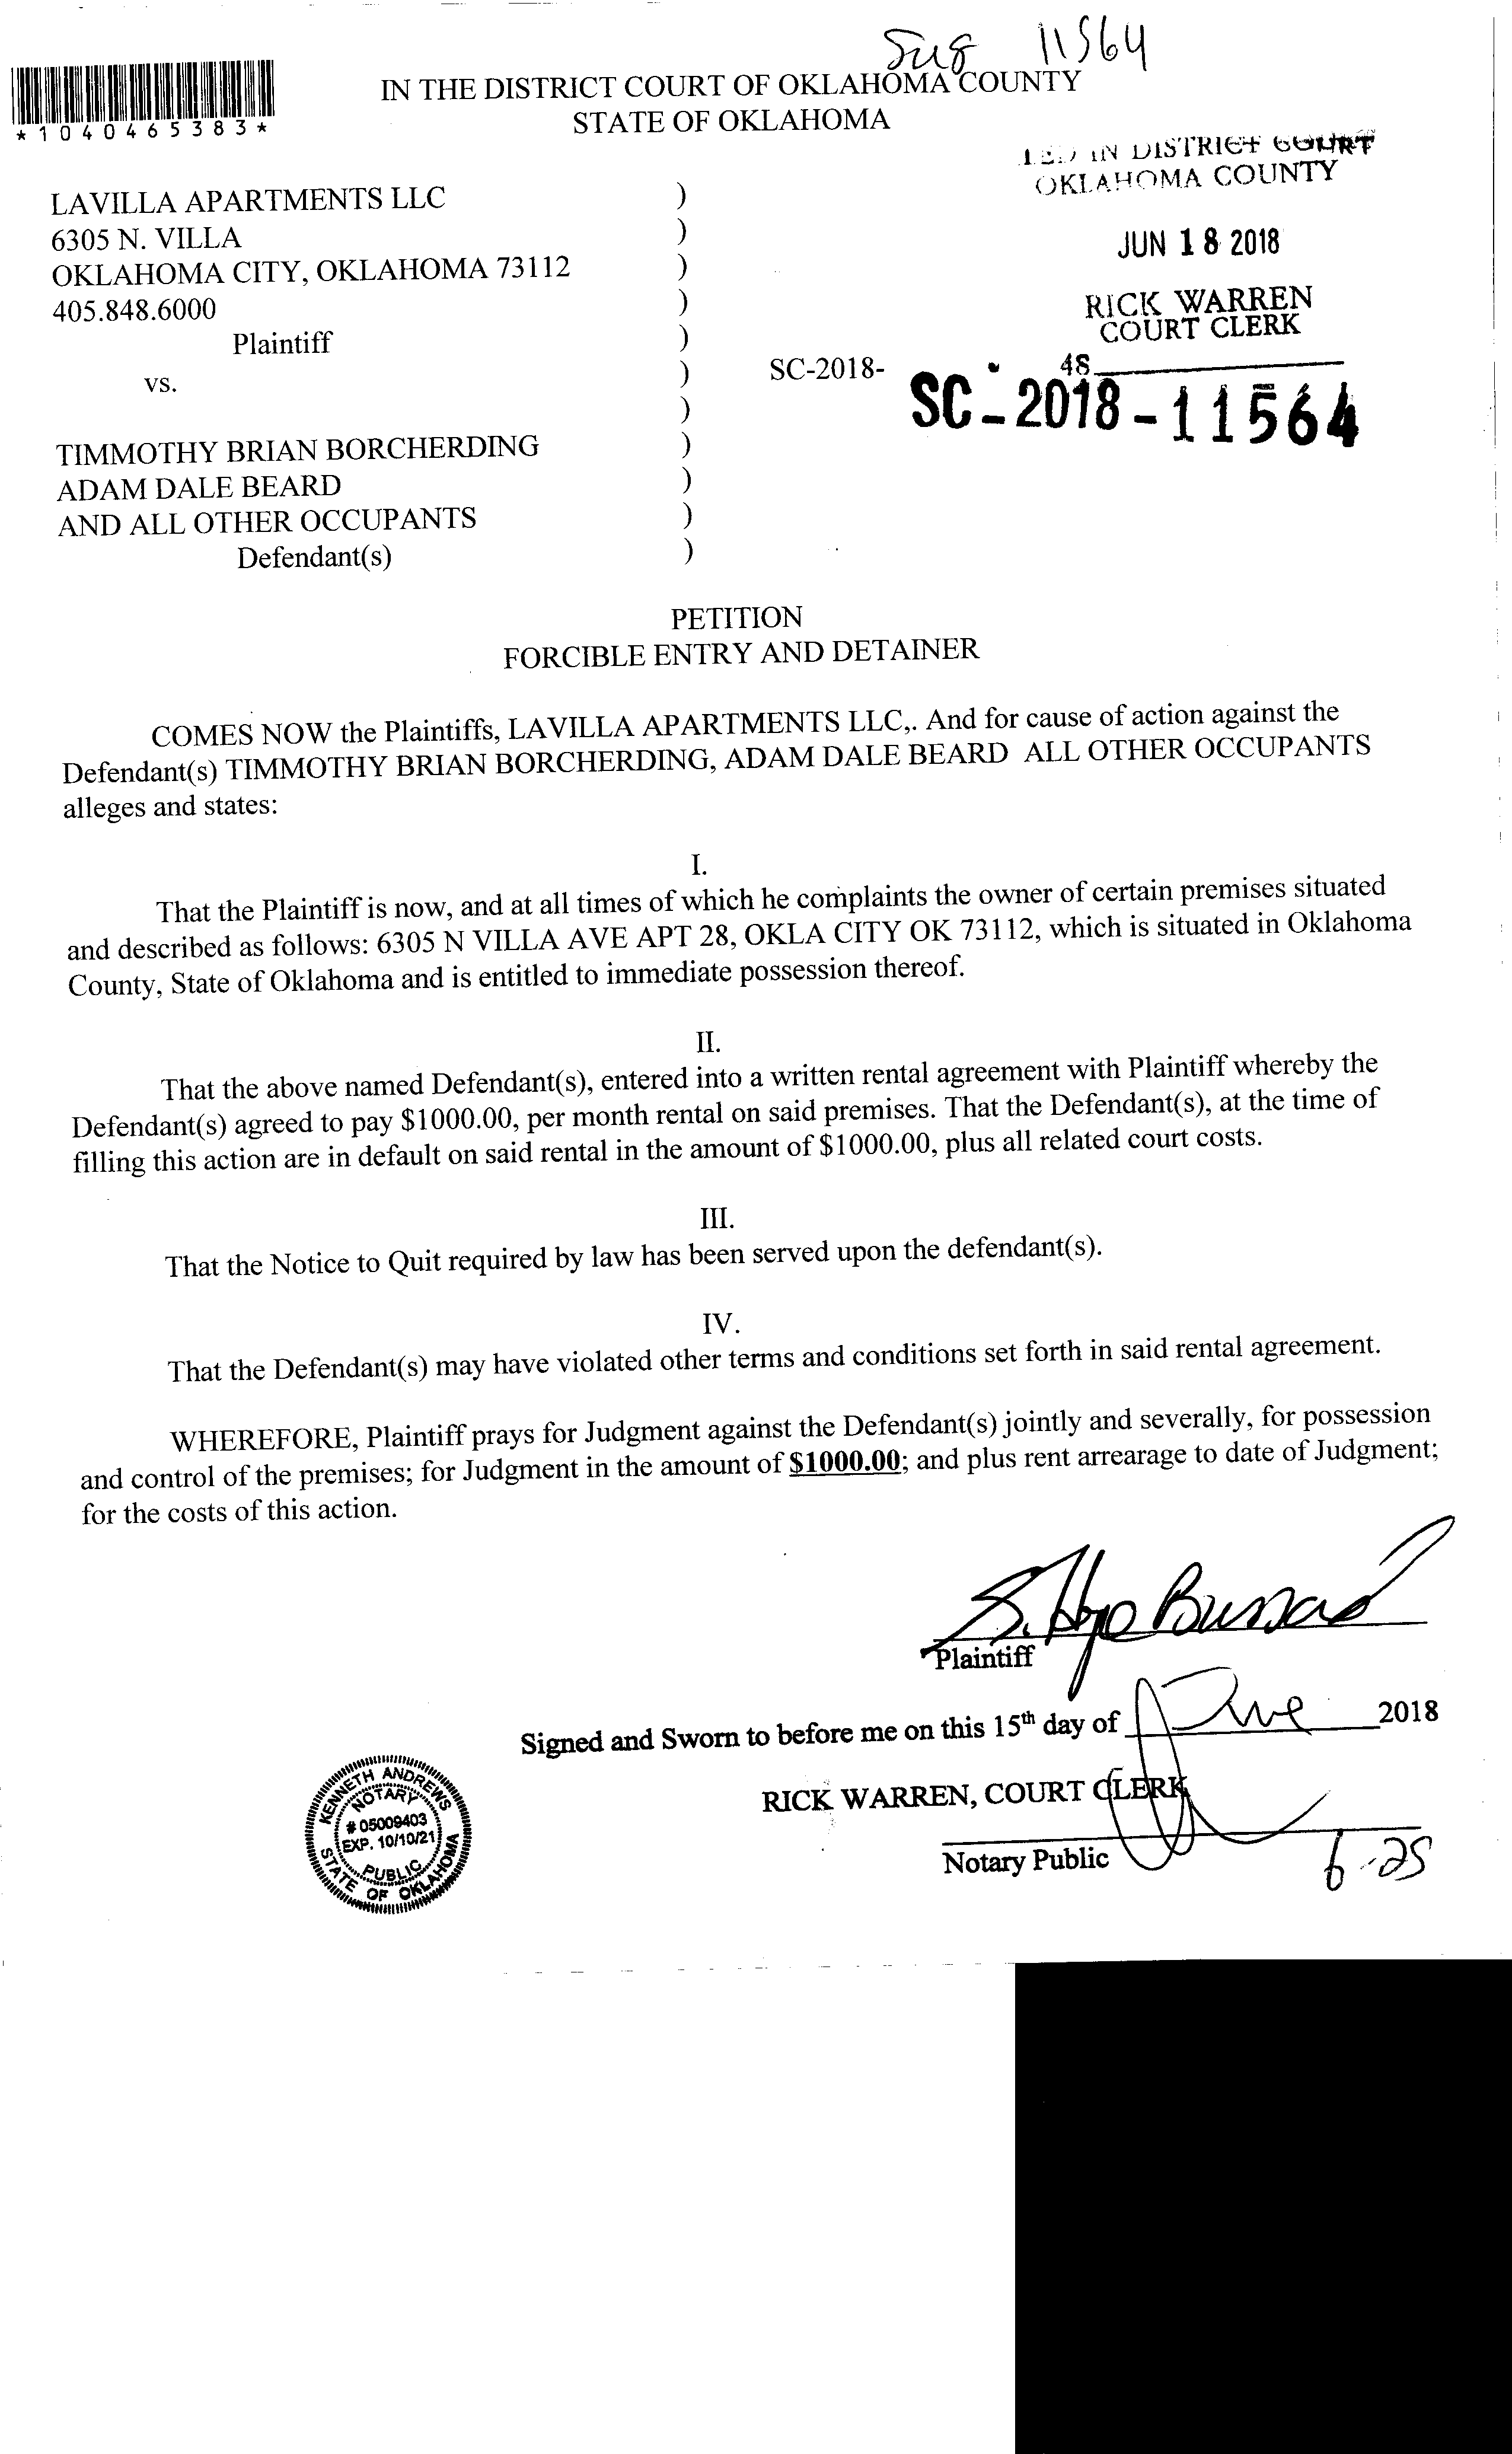 11564
IN THE DISTRICT COURT OF OKLAHOMA COUNTY
STATE OF OKLAHOMA
*1040465383*
IN DISTRICT COURT
OKLAHOMA COUNTY
JUN 18 2018
RICK WARREN
COURT CLERK
48
SC-2018-
SC-2018-11564
LAVILLA APARTMENTS LLC )
6305 N. VILLA )
OKLAHOMA CITY, OKLAHOMA 73112 )
405.848.6000 )
Plaintiff )
vs. )
)
TIMMOTHY BRIAN BORCHERDING )
ADAM DALE BEARD )
AND ALL OTHER OCCUPANTS )
Defendant(s) )
PETITION
FORCIBLE ENTRY AND DETAINER
COMES NOW the Plaintiffs, LAVILLA APARTMENTS LLC,. And for cause of action against the
Defendant(s) TIMMOTHY BRIAN BORCHERDING, ADAM DALE BEARD ALL OTHER OCCUPANTS
alleges and states:
I.
That the Plaintiff is now, and at all times of which he complaints the owner of certain premises situated
and described as follows: 6305 N VILLA AVE APT 28, OKLA CITY OK 73112, which is situated in Oklahoma
County, State of Oklahoma and is entitled to immediate possession thereof.
II.
That the above named Defendant(s), entered into a written rental agreement with Plaintiff whereby the
Defendant(s) agreed to pay $1000.00, per month rental on said premises. That the Defendant(s), at the time of
filling this action are in default on said rental in the amount of $1000.00, plus all related court costs.
III.
That the Notice to Quit required by law has been served upon the defendant(s).
IV.
That the Defendant(s) may have violated other terms and conditions set forth in said rental agreement.
WHEREFORE, Plaintiff prays for Judgment against the Defendant(s) jointly and severally, for possession
and control of the premises; for Judgment in the amount of $1000.00; and plus rent arrearage to date of Judgment;
for the costs of this action.
Plaintiff
Signed and Sworn to before me on this 15th day of June 2018
RICK WARREN, COURT CLERK
Notary Public
6-25
KENNETH ANDREWS
NOTARY
# 05009403
EXP. 10/10/21
PUBLIC
STATE OF OKLAHOMA